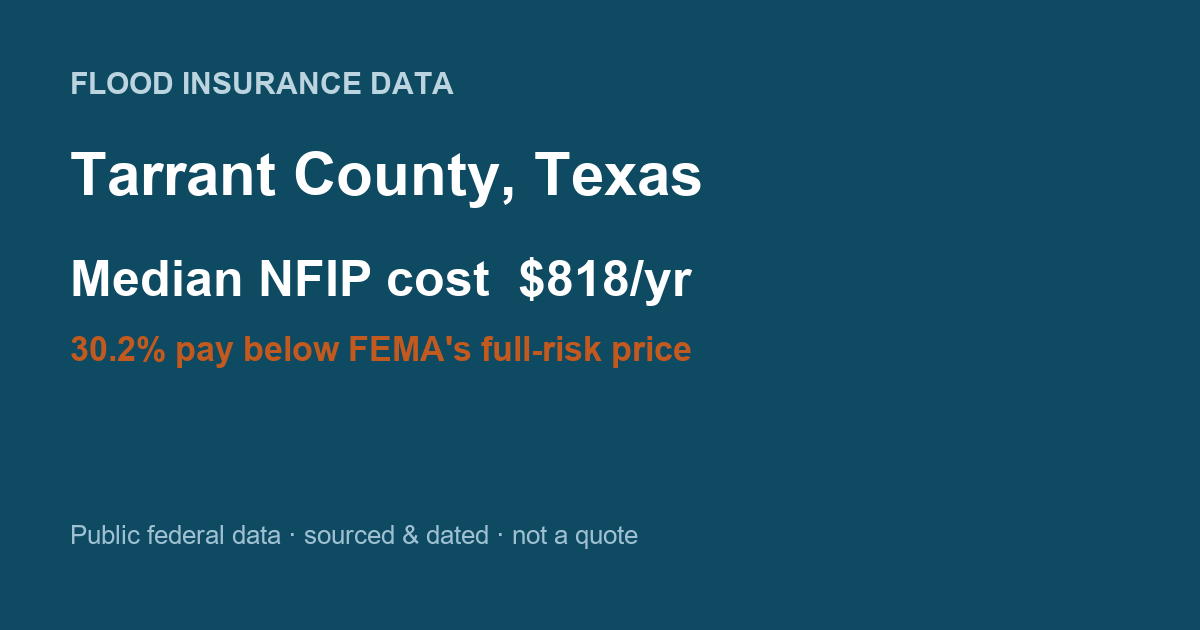 FLOOD INSURANCE DATA
Tarrant County, Texas
Median NFIP cost  $818/yr
30.2% pay below FEMA's full-risk price
Public federal data · sourced & dated · not a quote